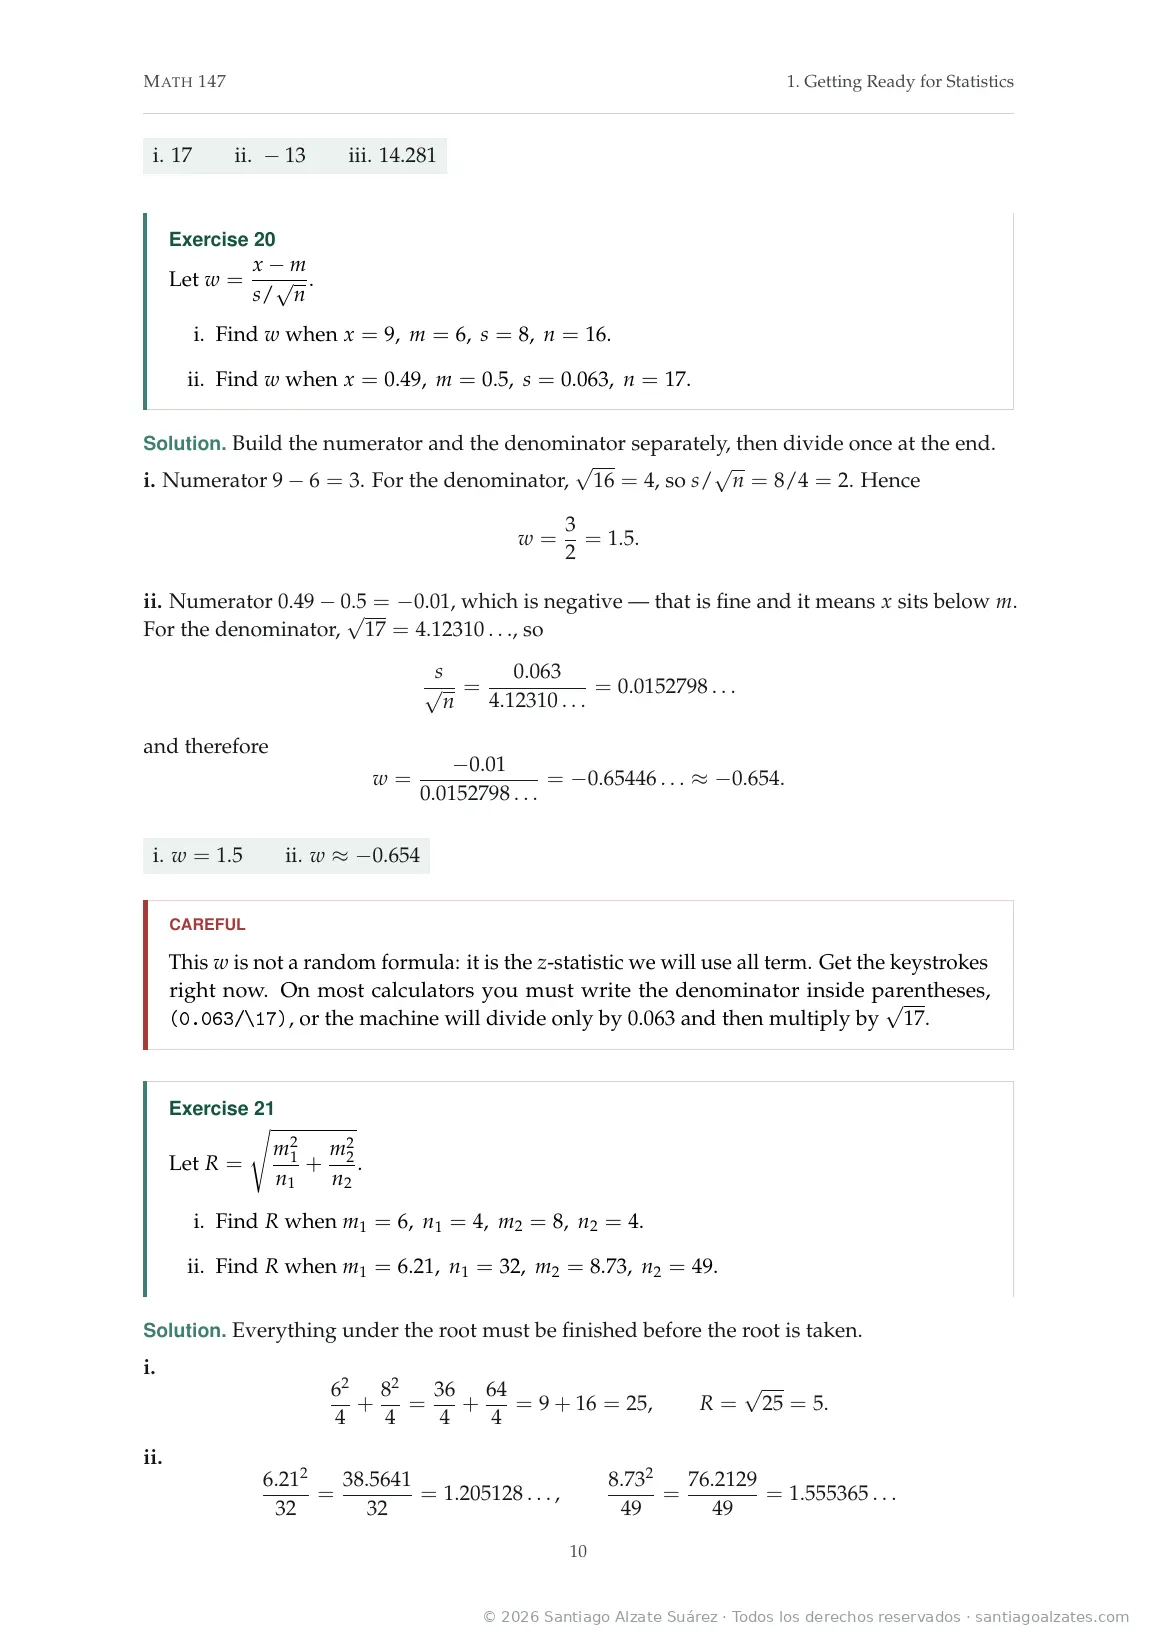 MATH 147 1. Getting Ready for Statistics
i. 17 ii. − 13 iii. 14.281
Exercise 20
Let w = (x − m)/(s/√n).
i. Find w when x = 9, m = 6, s = 8, n = 16.
ii. Find w when x = 0.49, m = 0.5, s = 0.063, n = 17.
Solution. Build the numerator and the denominator separately, then divide once at the end.
i. Numerator 9 − 6 = 3. For the denominator, √16 = 4, so s/√n = 8/4 = 2. Hence
w = 3/2 = 1.5.
ii. Numerator 0.49 − 0.5 = −0.01, which is negative — that is fine and it means x sits below m.
For the denominator, √17 = 4.12310 . . ., so
s/√n = 0.063/4.12310 . . . = 0.0152798 . . .
and therefore
w = −0.01/0.0152798 . . . = −0.65446 . . . ≈ −0.654.
i. w = 1.5 ii. w ≈ −0.654
CAREFUL
This w is not a random formula: it is the z-statistic we will use all term. Get the keystrokes
right now. On most calculators you must write the denominator inside parentheses,
(0.063/\17), or the machine will divide only by 0.063 and then multiply by √17.
Exercise 21
Let R = √(m₁²/n₁ + m₂²/n₂).
i. Find R when m₁ = 6, n₁ = 4, m₂ = 8, n₂ = 4.
ii. Find R when m₁ = 6.21, n₁ = 32, m₂ = 8.73, n₂ = 49.
Solution. Everything under the root must be finished before the root is taken.
i.
6²/4 + 8²/4 = 36/4 + 64/4 = 9 + 16 = 25, R = √25 = 5.
ii.
6.21²/32 = 38.5641/32 = 1.205128 . . . , 8.73²/49 = 76.2129/49 = 1.555365 . . .
10
© 2026 Santiago Alzate Suárez · Todos los derechos reservados · santiagoalzates.com